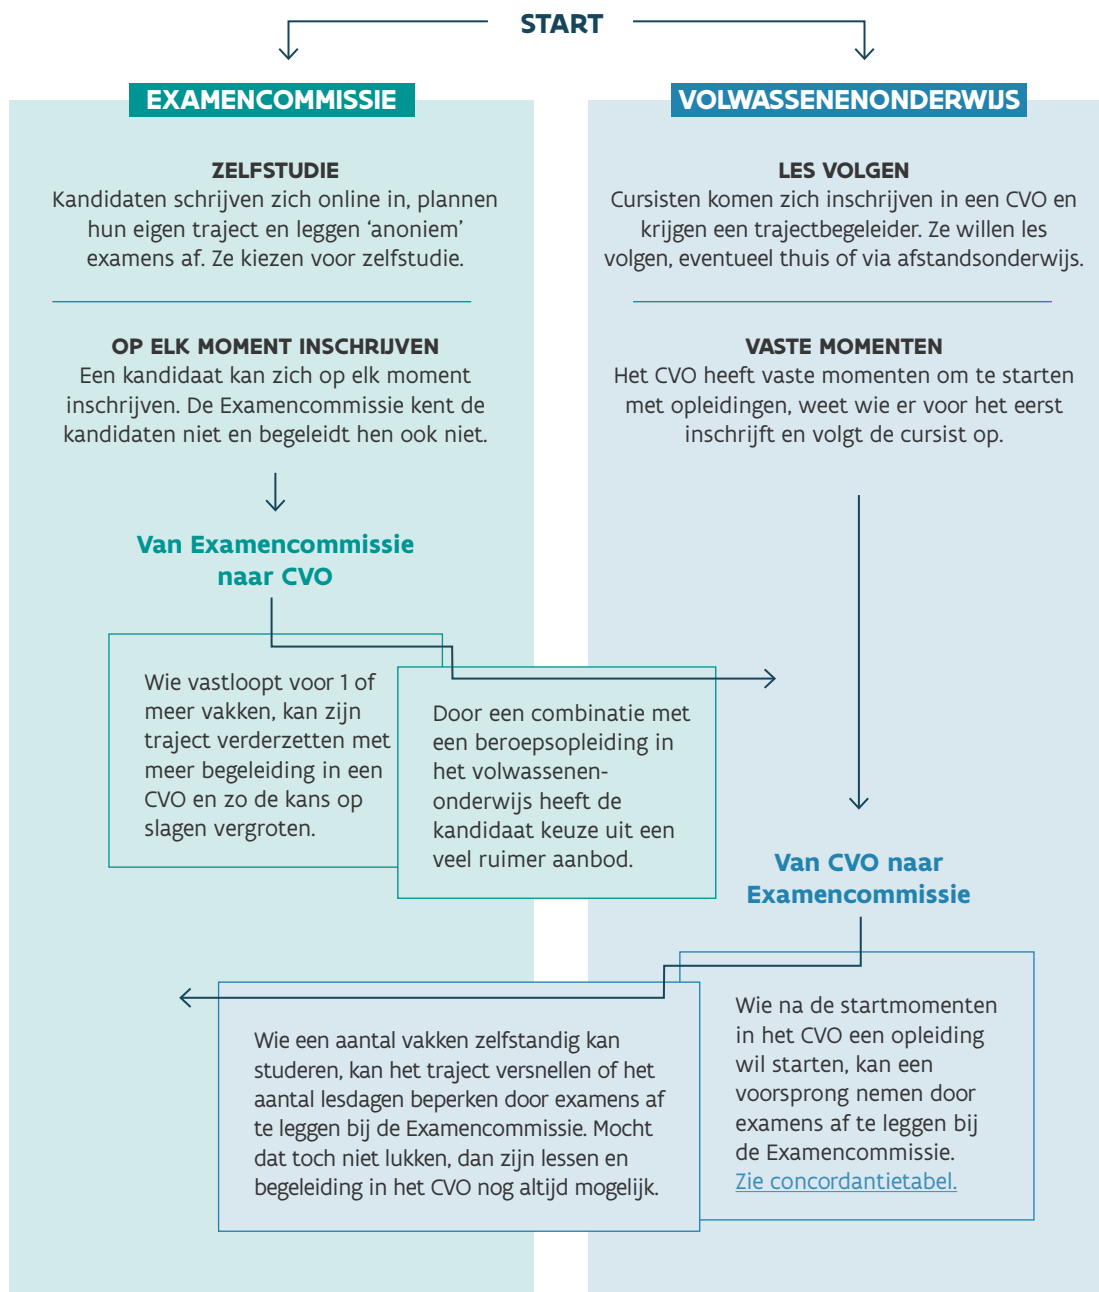 START
EXAMENCOMMISSIE
ZELFSTUDIE
Kandidaten schrijven zich online in, plannen
hun eigen traject en leggen ‘anoniem’
examens af. Ze kiezen voor zelfstudie.
OP ELK MOMENT INSCHRIJVEN
Een kandidaat kan zich op elk moment
inschrijven. De Examencommissie kent de
kandidaten niet en begeleidt hen ook niet.
Van Examencommissie
naar CVO
Wie vastloopt voor 1 of
meer vakken, kan zijn
traject verderzetten met
meer begeleiding in een
CVO en zo de kans op
slagen vergroten.
Door een combinatie met
een beroepsopleiding in
het volwassenen-
onderwijs heeft de
kandidaat keuze uit een
veel ruimer aanbod.
VOLWASSENENONDERWIJS
LES VOLGEN
Cursisten komen zich inschrijven in een CVO en
krijgen een trajectbegeleider. Ze willen les
volgen, eventueel thuis of via afstandsonderwijs.
VASTE MOMENTEN
Het CVO heeft vaste momenten om te starten
met opleidingen, weet wie er voor het eerst
inschrijft en volgt de cursist op.
Van CVO naar
Examencommissie
Wie een aantal vakken zelfstandig kan
studeren, kan het traject versnellen of het
aantal lesdagen beperken door examens af
te leggen bij de Examencommissie. Mocht
dat toch niet lukken, dan zijn lessen en
begeleiding in het CVO nog altijd mogelijk.
Wie na de startmomenten
in het CVO een opleiding
wil starten, kan een
voorsprong nemen door
examens af te leggen bij
de Examencommissie.
Zie concordantietabel.